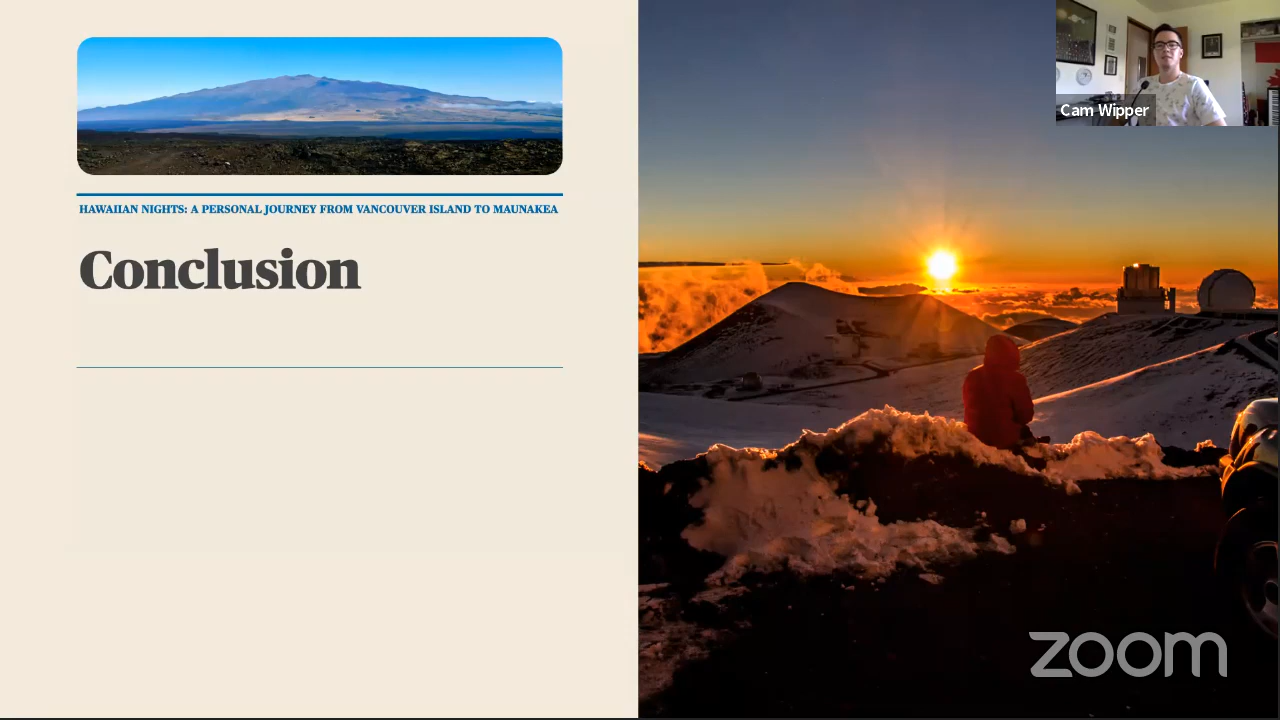 HAWAIIAN NIGHTS: A PERSONAL JOURNEY FROM VANCOUVER ISLAND TO MAUNAKEA
Conclusion
Cam Wipper
zoom